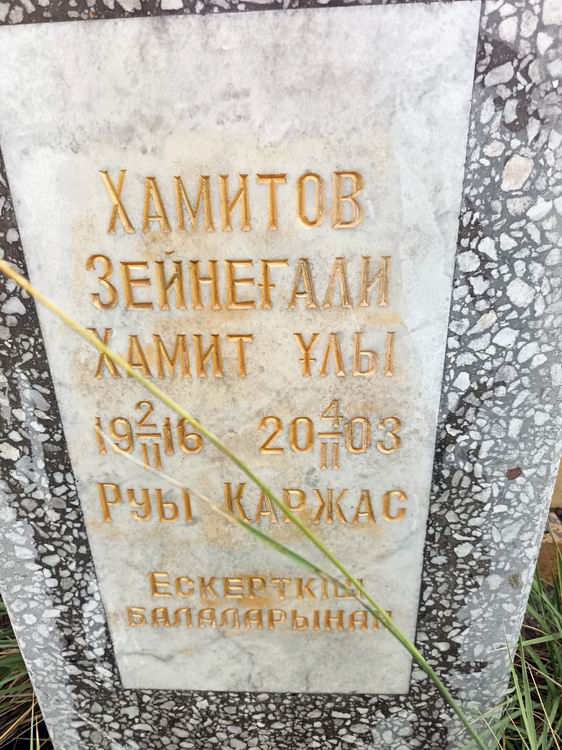 ХАМИТОВ
ЗЕЙНЕҒАЛИ
ХАМИТ ҰЛЫ
19 2/II 16 20 4/II 03
РУЫ КАРЖАС
ЕСКЕРТКІШ
БАЛАЛАРЫНАН